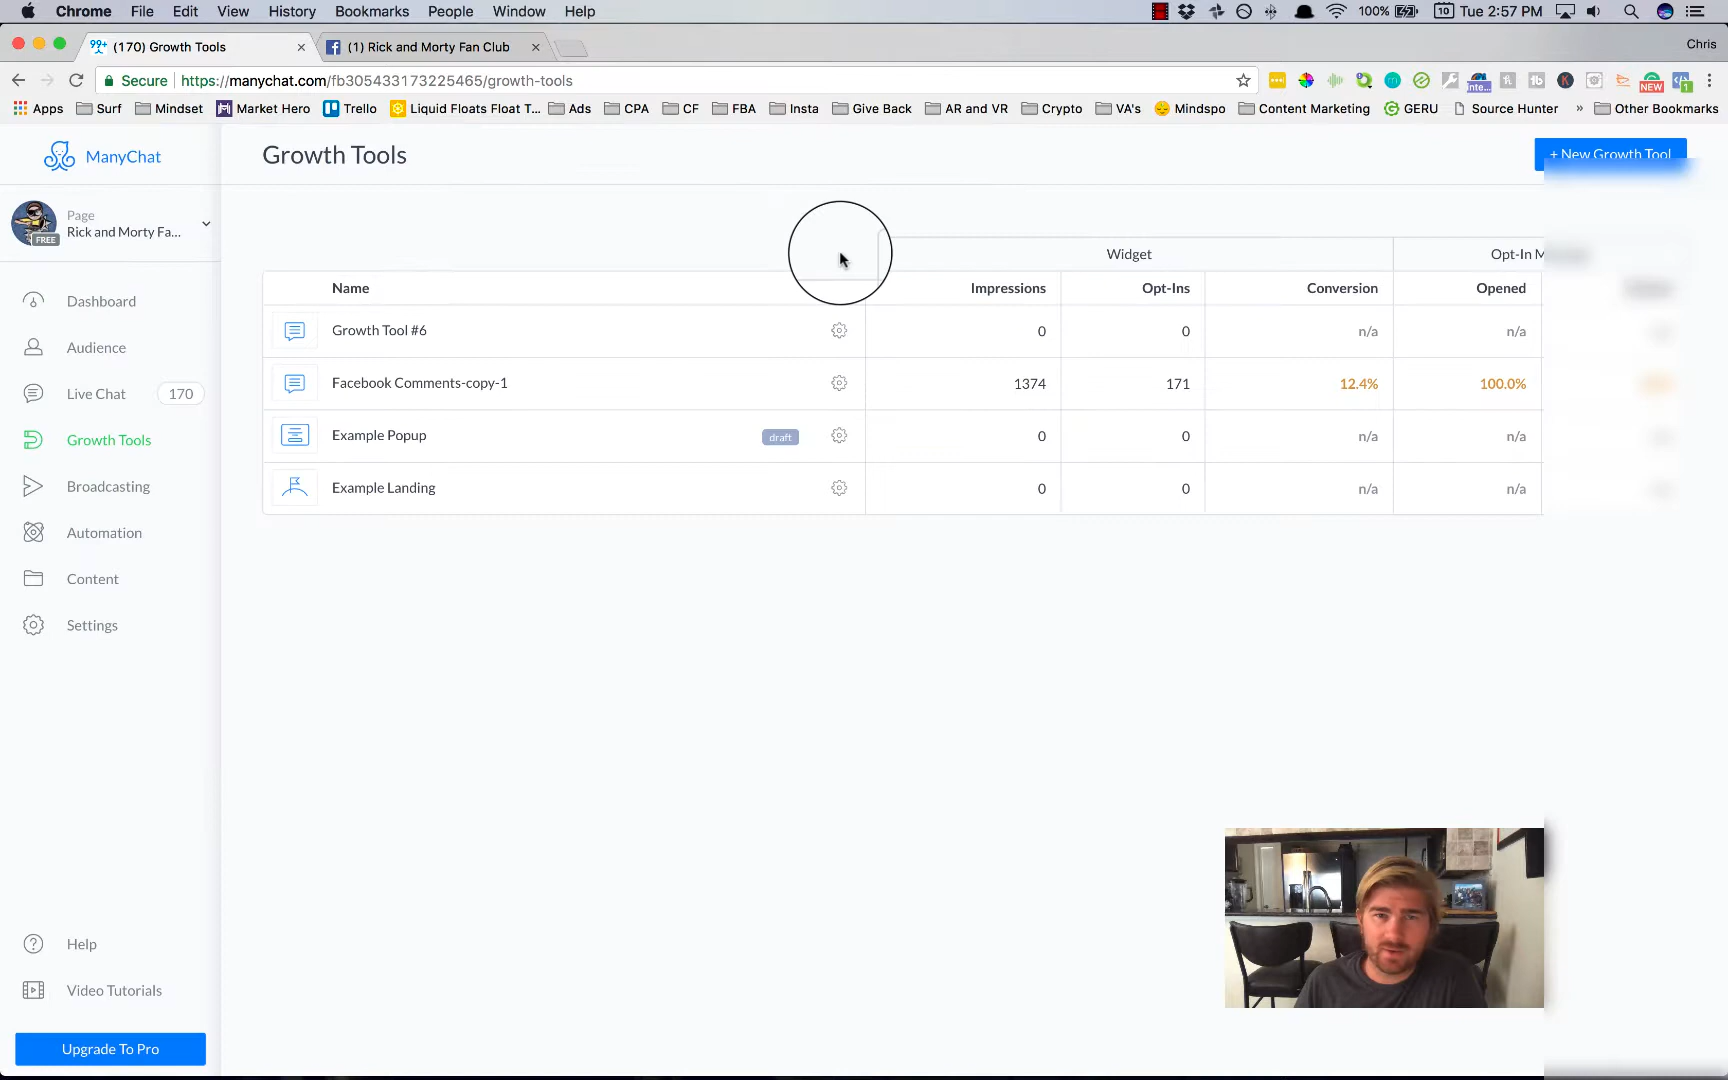 Chrome File Edit View History Bookmarks People Window Help 100% 10 Tue 2:57 PM
99+ (170) Growth Tools × (1) Rick and Morty Fan Club × Chris
Secure https://manychat.com/fb305433173225465/growth-tools NEW 1
Apps Surf Mindset Market Hero Trello Liquid Floats Float T... Ads CPA CF FBA Insta Give Back AR and VR Crypto VA's Mindspo Content Marketing GERU Source Hunter » Other Bookmarks
ManyChat
Growth Tools
+ New Growth Tool
Page
Rick and Morty Fa...
FREE
Widget Opt-In M
Name Impressions Opt-Ins Conversion Opened
Growth Tool #6 0 0 n/a n/a
Facebook Comments-copy-1 1374 171 12.4% 100.0%
Example Popup draft 0 0 n/a n/a
Example Landing 0 0 n/a n/a
Dashboard
Audience
Live Chat 170
Growth Tools
Broadcasting
Automation
Content
Settings
Help
Video Tutorials
Upgrade To Pro